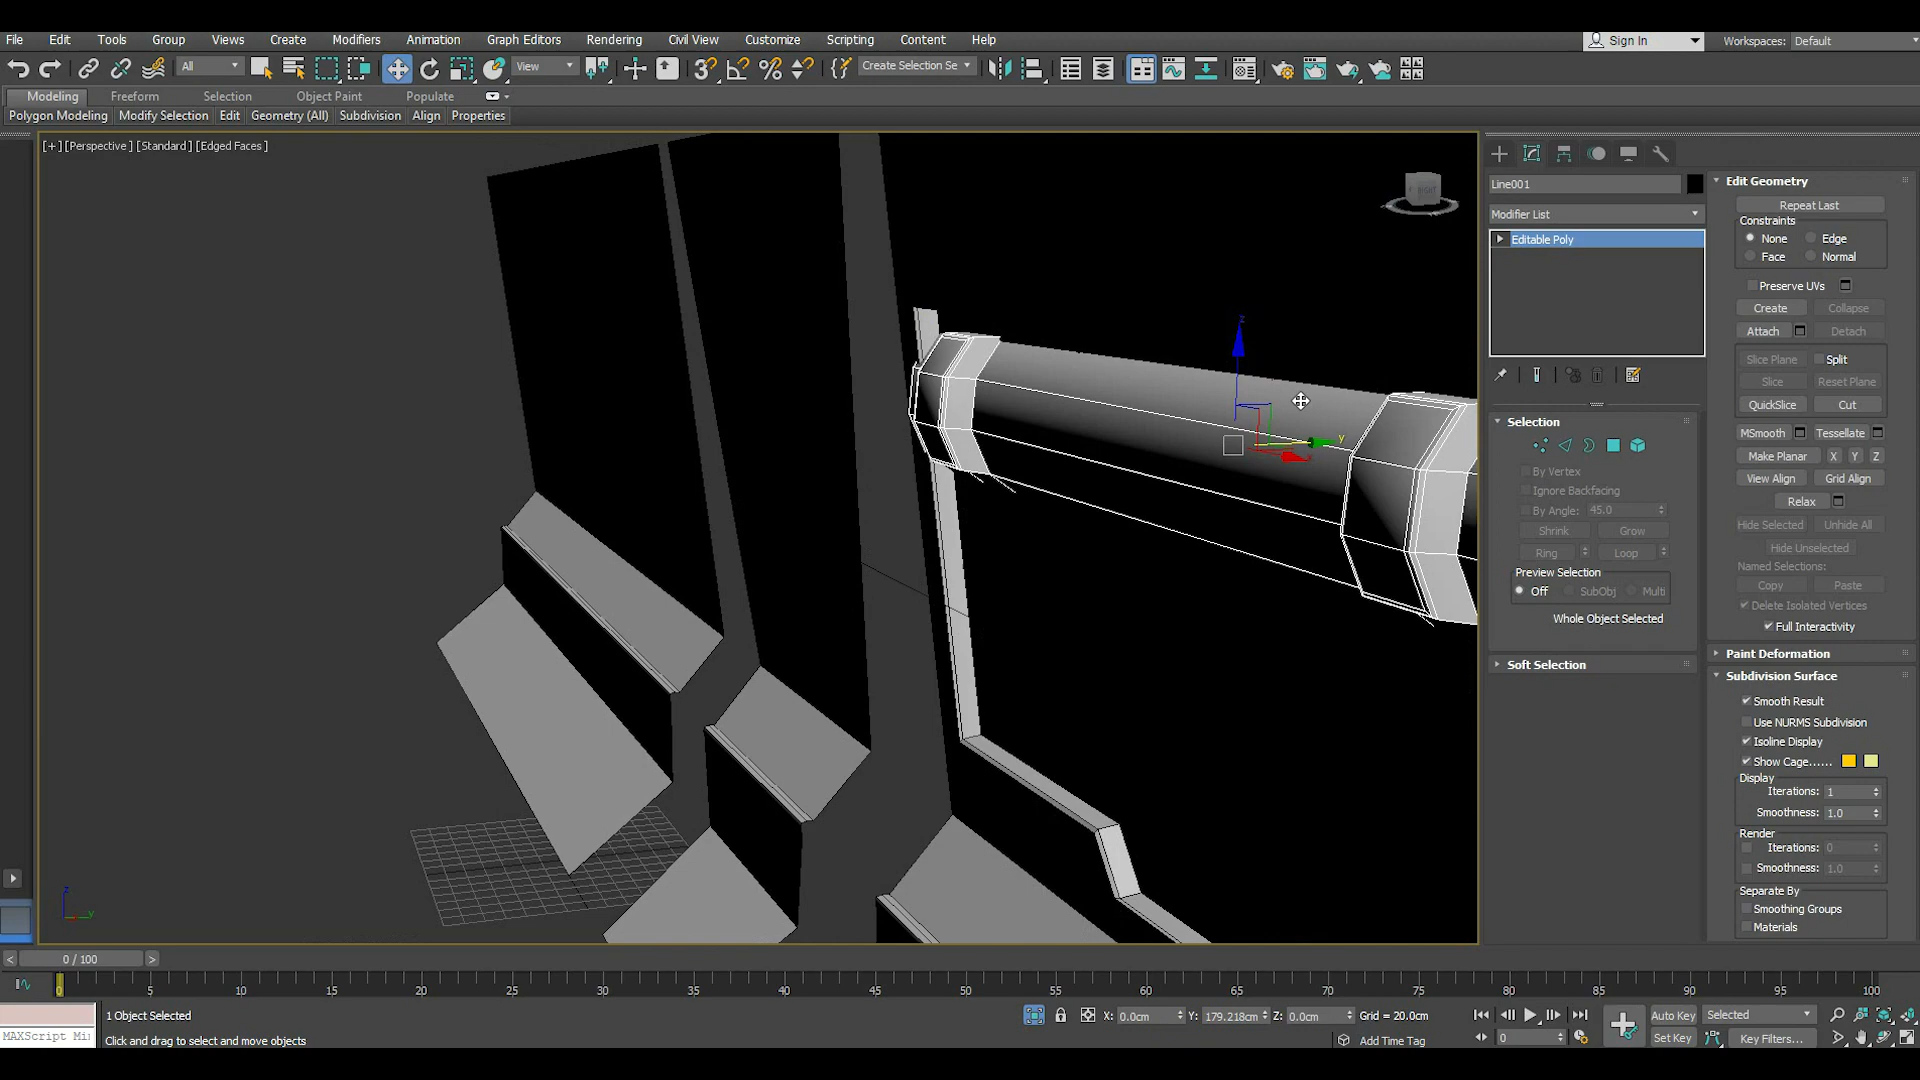 File Edit Tools Group Views Create Modifiers Animation Graph Editors Rendering Civil View Customize Scripting Content Help Sign In Workspaces: Default
All View Create Selection Se
Modeling Freeform Selection Object Paint Populate
Polygon Modeling Modify Selection Edit Geometry (All) Subdivision Align Properties
[+] [Perspective] [Standard] [Edged Faces]
RIGHT
z
y
x
z
y
Line001
Modifier List
Editable Poly
Selection
By Vertex
Ignore Backfacing
By Angle: 45.0
Shrink Grow
Ring Loop
Preview Selection
Off SubObj Multi
Whole Object Selected
Soft Selection
Edit Geometry
Repeat Last
Constraints
None Edge
Face Normal
Preserve UVs
Create Collapse
Attach Detach
Slice Plane Split
Slice Reset Plane
QuickSlice Cut
MSmooth Tessellate
Make Planar X Y Z
View Align Grid Align
Relax
Hide Selected Unhide All
Hide Unselected
Named Selections:
Copy Paste
Delete Isolated Vertices
Full Interactivity
Paint Deformation
Subdivision Surface
Smooth Result
Use NURMS Subdivision
Isoline Display
Show Cage......
Display
Iterations: 1
Smoothness: 1.0
Render
Iterations: 0
Smoothness: 1.0
Separate By
Smoothing Groups
Materials
< 0 / 100 >
0 5 10 15 20 25 30 35 40 45 50 55 60 65 70 75 80 85 90 95 100
1 Object Selected X: 0.0cm Y: 179.218cm Z: 0.0cm Grid = 20.0cm Auto Key Selected
MAXScript Mi Click and drag to select and move objects Add Time Tag 0 Set Key Key Filters...